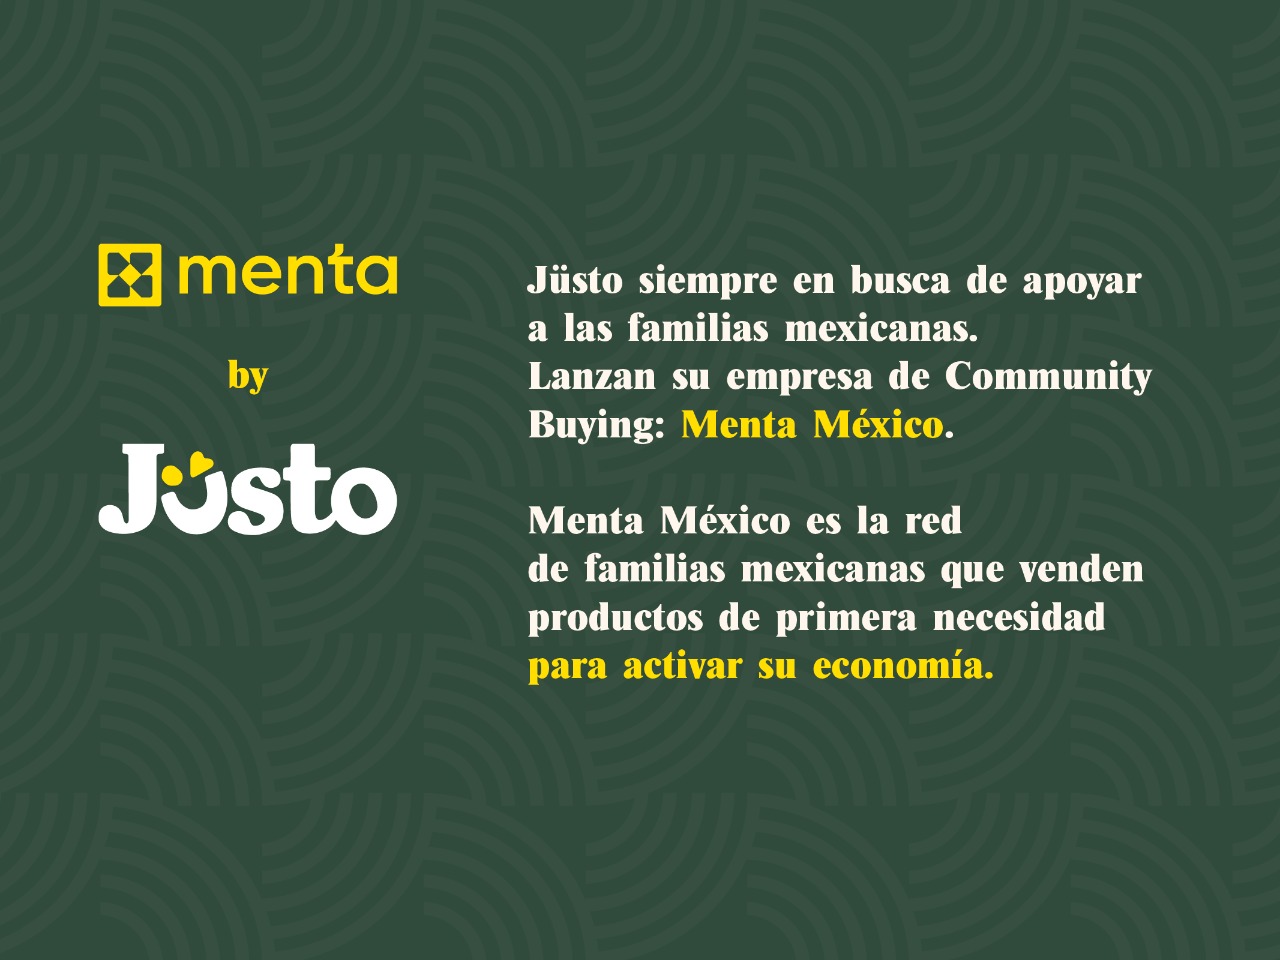 menta
by
Jüsto
Jüsto siempre en busca de apoyar
a las familias mexicanas.
Lanzan su empresa de Community
Buying: Menta México.
Menta México es la red
de familias mexicanas que venden
productos de primera necesidad
para activar su economía.